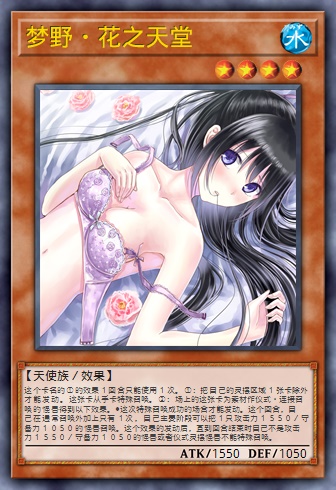 梦野・花之天堂
水
【天使族/效果】
这个卡名的①的效果1回合只能使用1次。①:把自己的灵摆区域1张卡除外
才能发动。这张卡从手卡特殊召唤。②:场上的这张卡为素材作仪式・连接召
唤的怪兽得到以下效果。●这次特殊召唤成功的场合才能发动。这个回合,自
己在通常召唤外加上只有1次,自己主要阶段可以把1只攻击力1550/守
备力1050的怪兽召唤。这个效果的发动后,直到回合结束时自己不是攻击
力1550/守备力1050的怪兽或者仪式灵摆怪兽不能特殊召唤。
ATK/1550 DEF/1050